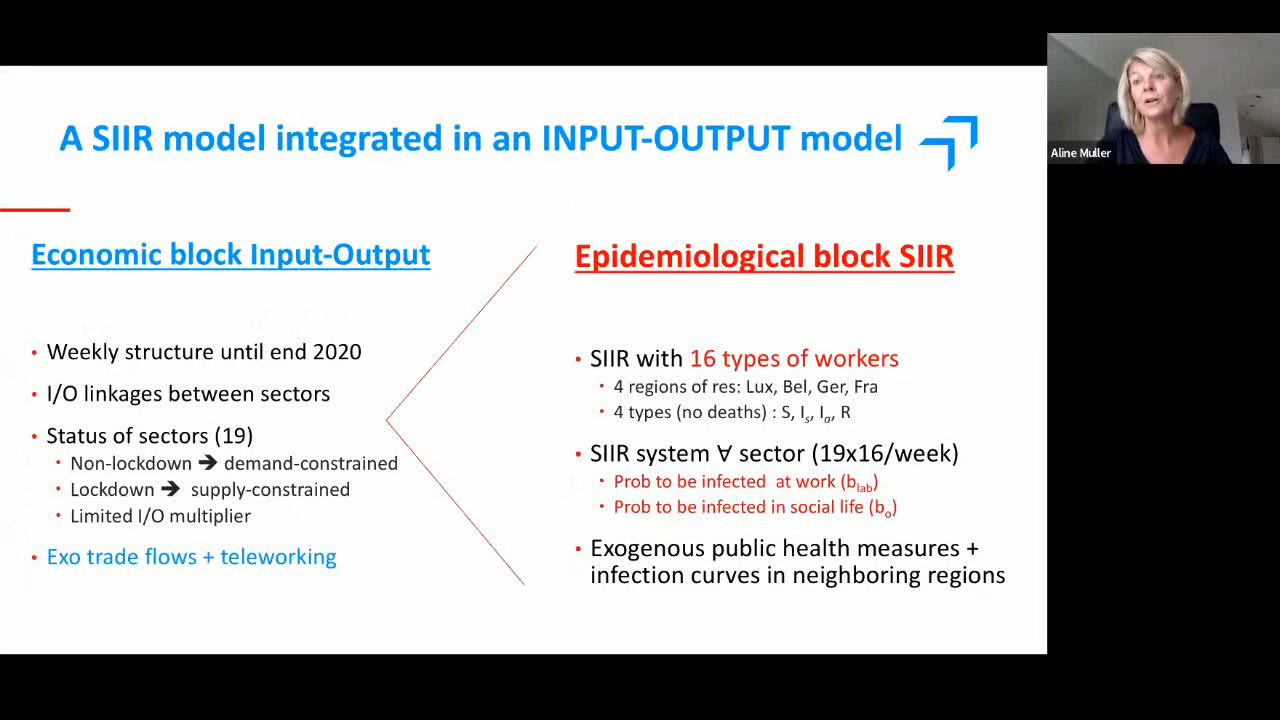 A SIIR model integrated in an INPUT-OUTPUT model
Aline Muller
Economic block Input-Output
• Weekly structure until end 2020
• I/O linkages between sectors
• Status of sectors (19)
• Non-lockdown ➔ demand-constrained
• Lockdown ➔ supply-constrained
• Limited I/O multiplier
• Exo trade flows + teleworking
Epidemiological block SIIR
• SIIR with 16 types of workers
• 4 regions of res: Lux, Bel, Ger, Fra
• 4 types (no deaths) : S, Iₛ, Iₐ, R
• SIIR system ∀ sector (19x16/week)
• Prob to be infected at work (b_lab)
• Prob to be infected in social life (bₒ)
• Exogenous public health measures +
infection curves in neighboring regions